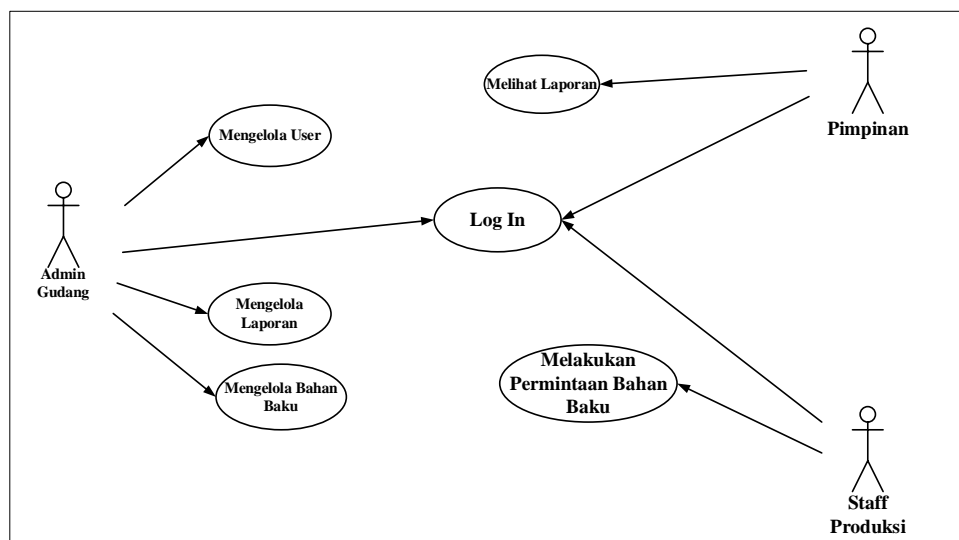 Melihat Laporan
Pimpinan
Mengelola User
Log In
Admin
Gudang
Mengelola
Laporan
Mengelola Bahan
Baku
Melakukan
Permintaan Bahan
Baku
Staff
Produksi